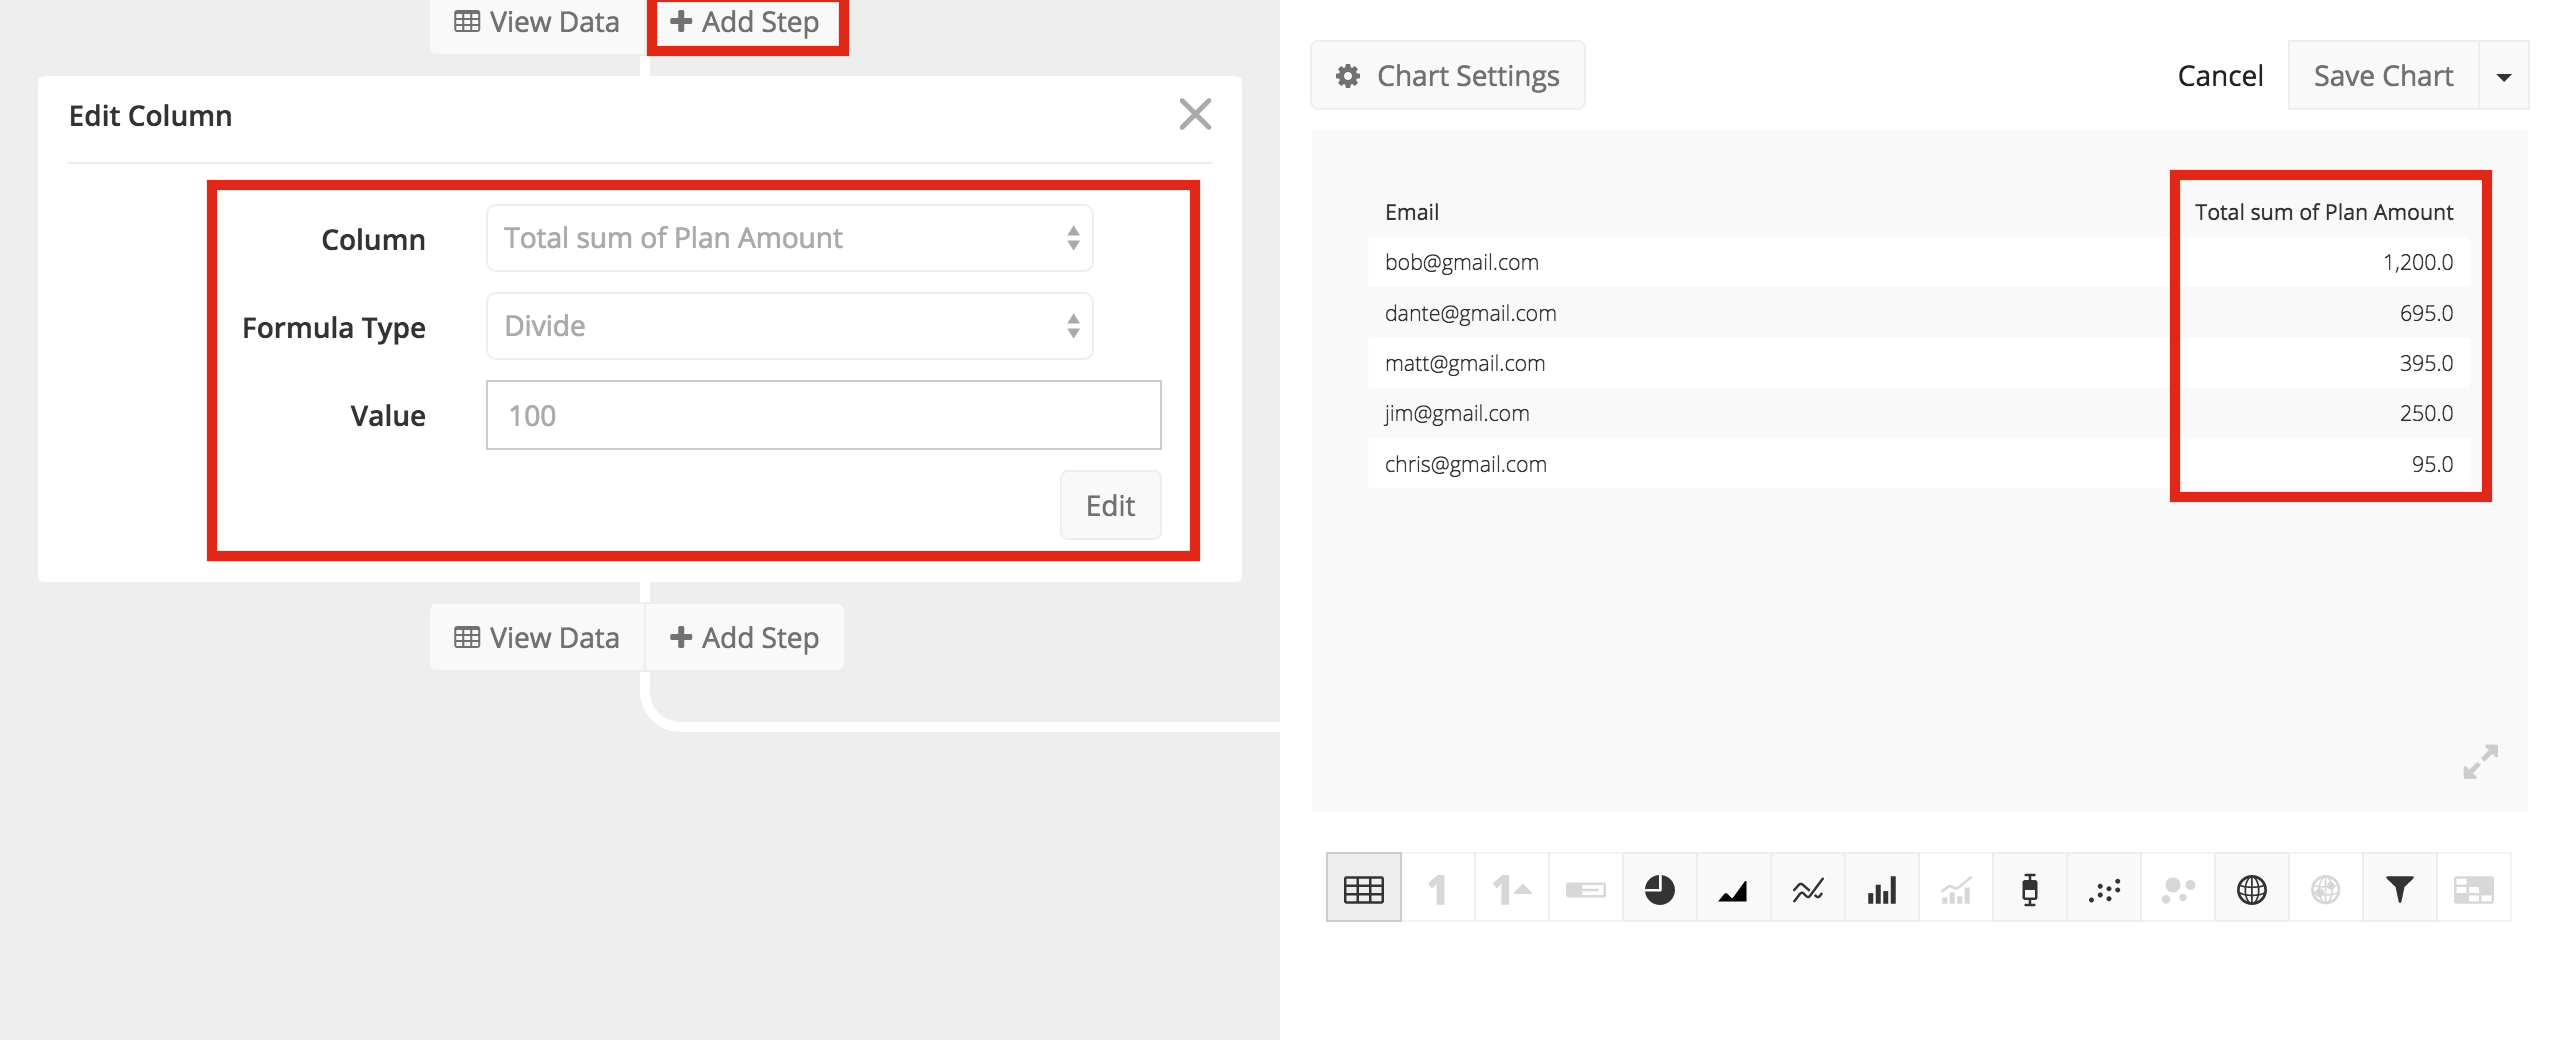 View Data
Add Step
Edit Column
Column
Total sum of Plan Amount
Formula Type
Divide
Value
100
Edit
View Data
Add Step
Chart Settings
Cancel
Save Chart
Email
Total sum of Plan Amount
bob@gmail.com
1,200.0
dante@gmail.com
695.0
matt@gmail.com
395.0
jim@gmail.com
250.0
chris@gmail.com
95.0
1
1